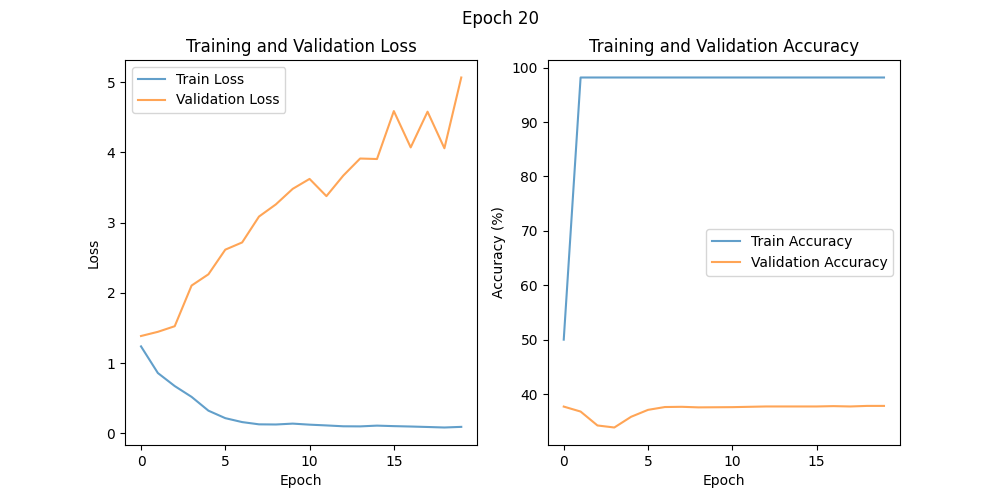 Epoch 20
Training and Validation Loss
Train Loss
Validation Loss
5
4
3
2
1
0
Loss
0 5 10 15
Epoch
Training and Validation Accuracy
100
90
80
70
60
50
40
Accuracy (%)
Train Accuracy
Validation Accuracy
0 5 10 15
Epoch